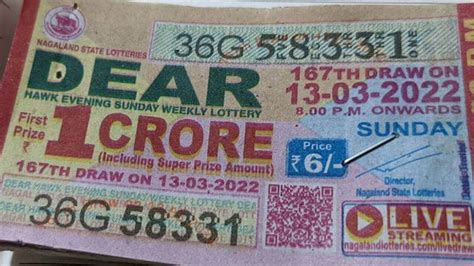 NAGALAND STATE LOTTERIES
36G 58331
DEAR
HAWK EVENING SUNDAY WEEKLY LOTTERY
167TH DRAW ON
13-03-2022
8.00 P.M. ONWARDS
SUNDAY
First
Prize ₹
1 CRORE
(Including Super Prize Amount)
Price
₹ 6/-
167TH DRAW ON 13-03-2022
Director,
Nagaland State Lotteries
DEAR HAWK EVENING SUNDAY WEEKLY LOTTERY
36G 58331
LIVE
STREAMING
nagalandlotteries.com/livedraw